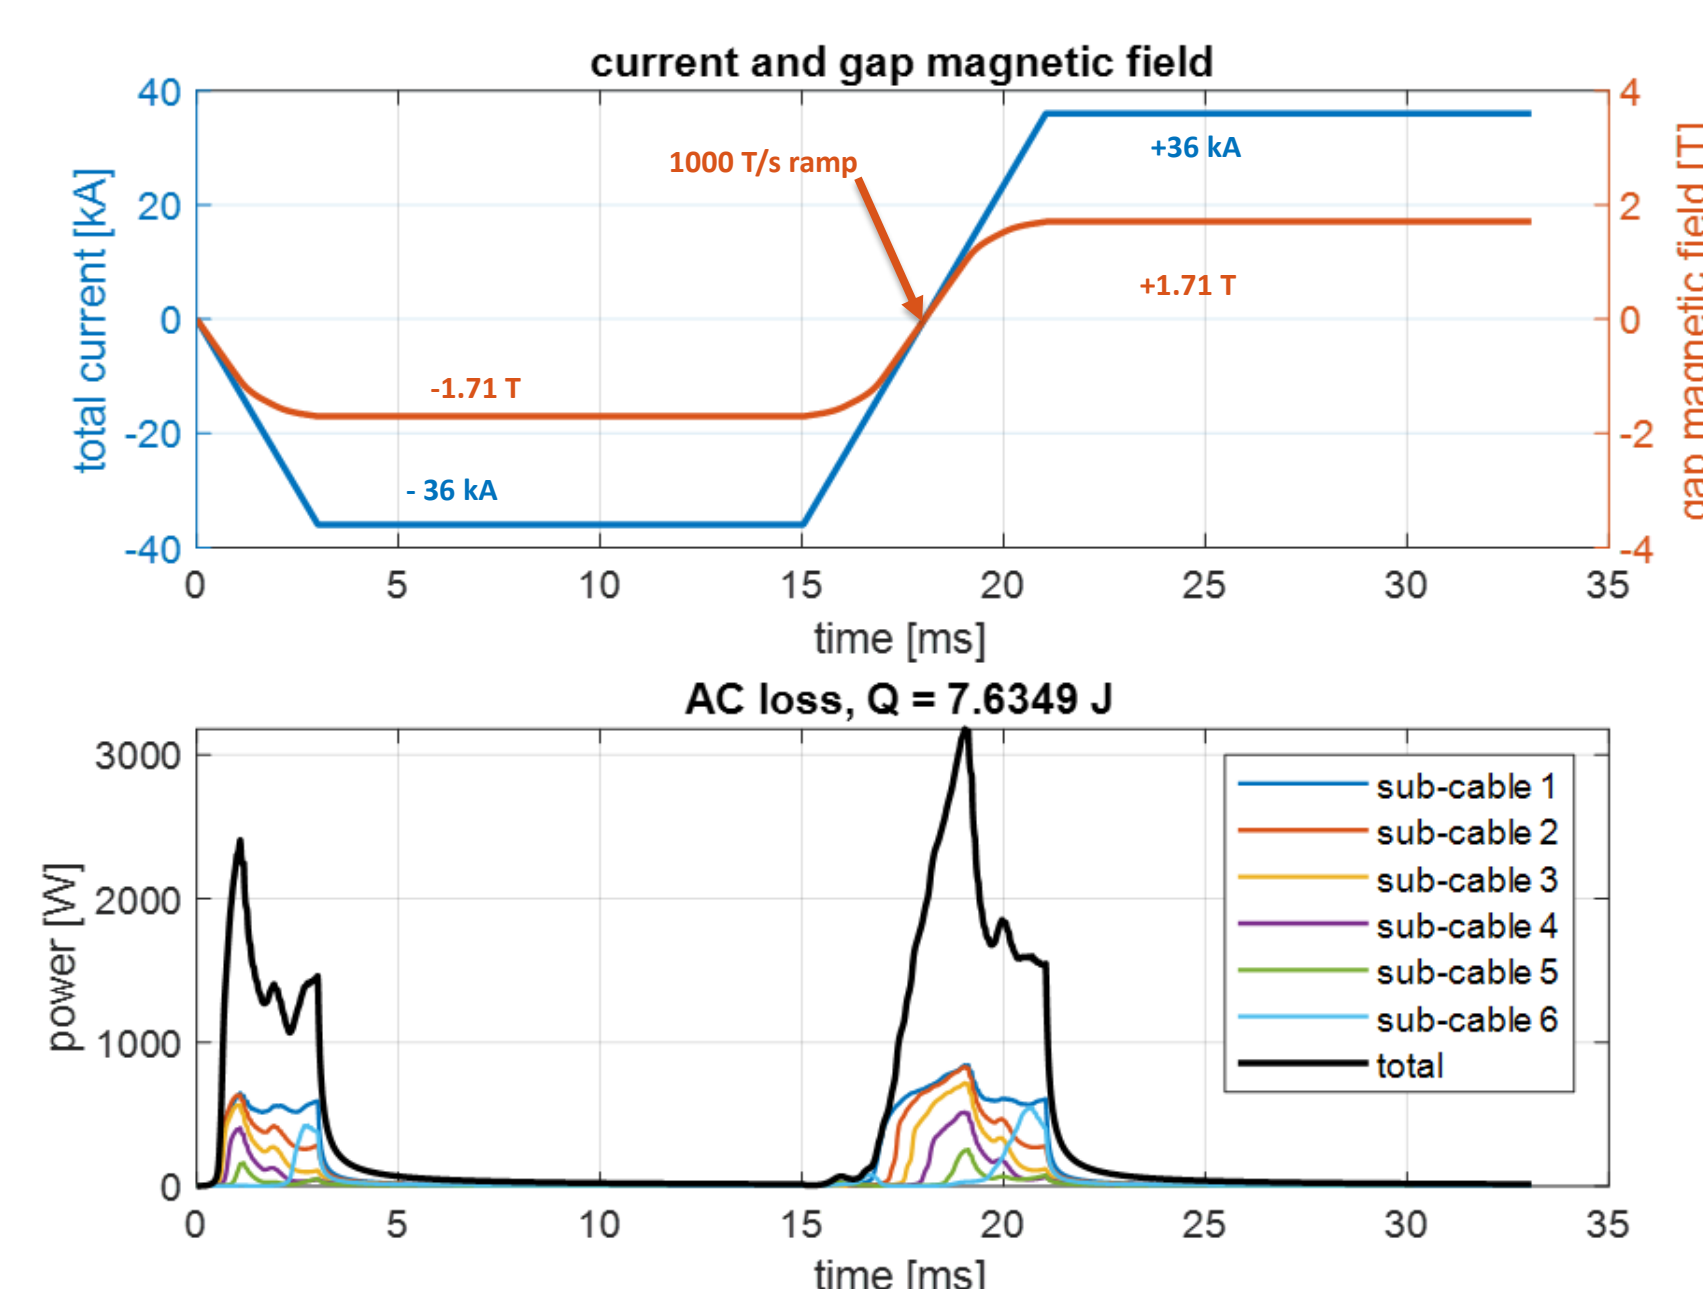 current and gap magnetic field
40
20
0
-20
-40
total current [kA]
4
2
0
-2
-4
gap magnetic field [T]
1000 T/s ramp
+36 kA
+1.71 T
-1.71 T
- 36 kA
0 5 10 15 20 25 30 35
time [ms]
AC loss, Q = 7.6349 J
3000
2000
1000
0
power [W]
sub-cable 1
sub-cable 2
sub-cable 3
sub-cable 4
sub-cable 5
sub-cable 6
total
0 5 10 15 20 25 30 35
time [ms]